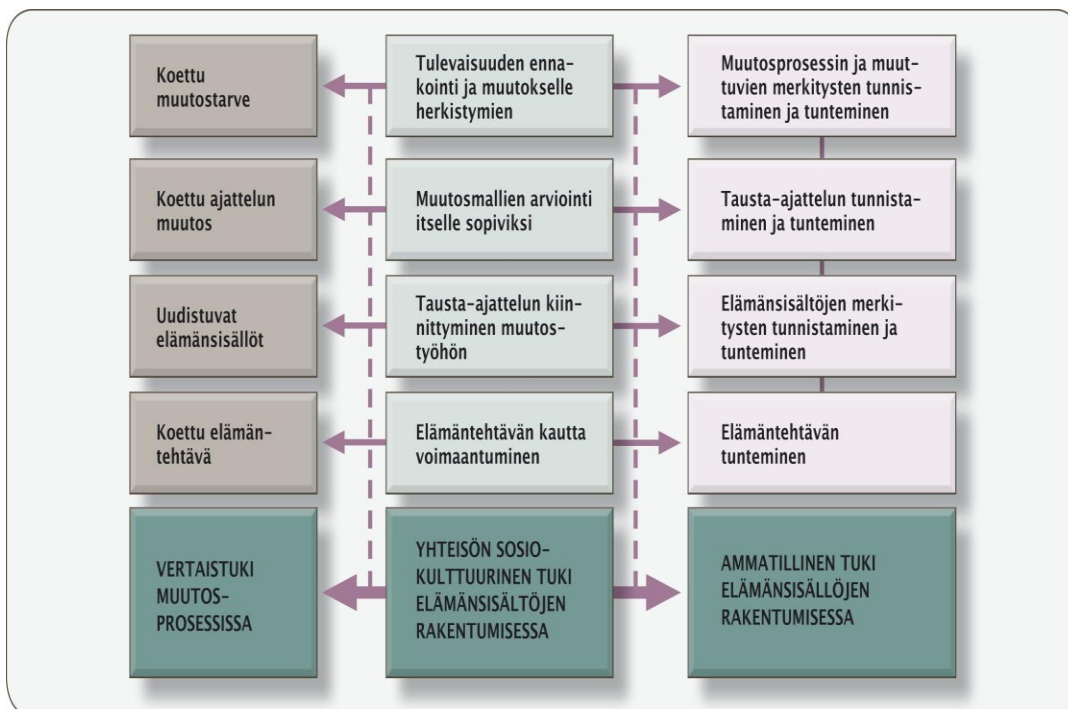 Koettu
muutostarve
Tulevaisuuden enna-
kointi ja muutokselle
herkistymien
Muutosprosessin ja muut-
tuvien merkitysten tunnis-
taminen ja tunteminen
Koettu ajattelun
muutos
Muutosmallien arviointi
itselle sopiviksi
Tausta-ajattelun tunnista-
minen ja tunteminen
Uudistuvat
elämänsisällöt
Tausta-ajattelun kiin-
nittyminen muutos-
työhön
Elämänsisältöjen merki-
tysten tunnistaminen ja
tunteminen
Koettu elämän-
tehtävä
Elämäntehtävän kautta
voimaantuminen
Elämäntehtävän
tunteminen
VERTAISTUKI
MUUTOS-
PROSESSISSA
YHTEISÖN SOSIO-
KULTTUURINEN TUKI
ELÄMÄNSISÄLTÖJEN
RAKENTUMISESSA
AMMATILLINEN TUKI
ELÄMÄNSISÄLLÖJEN
RAKENTUMISESSA